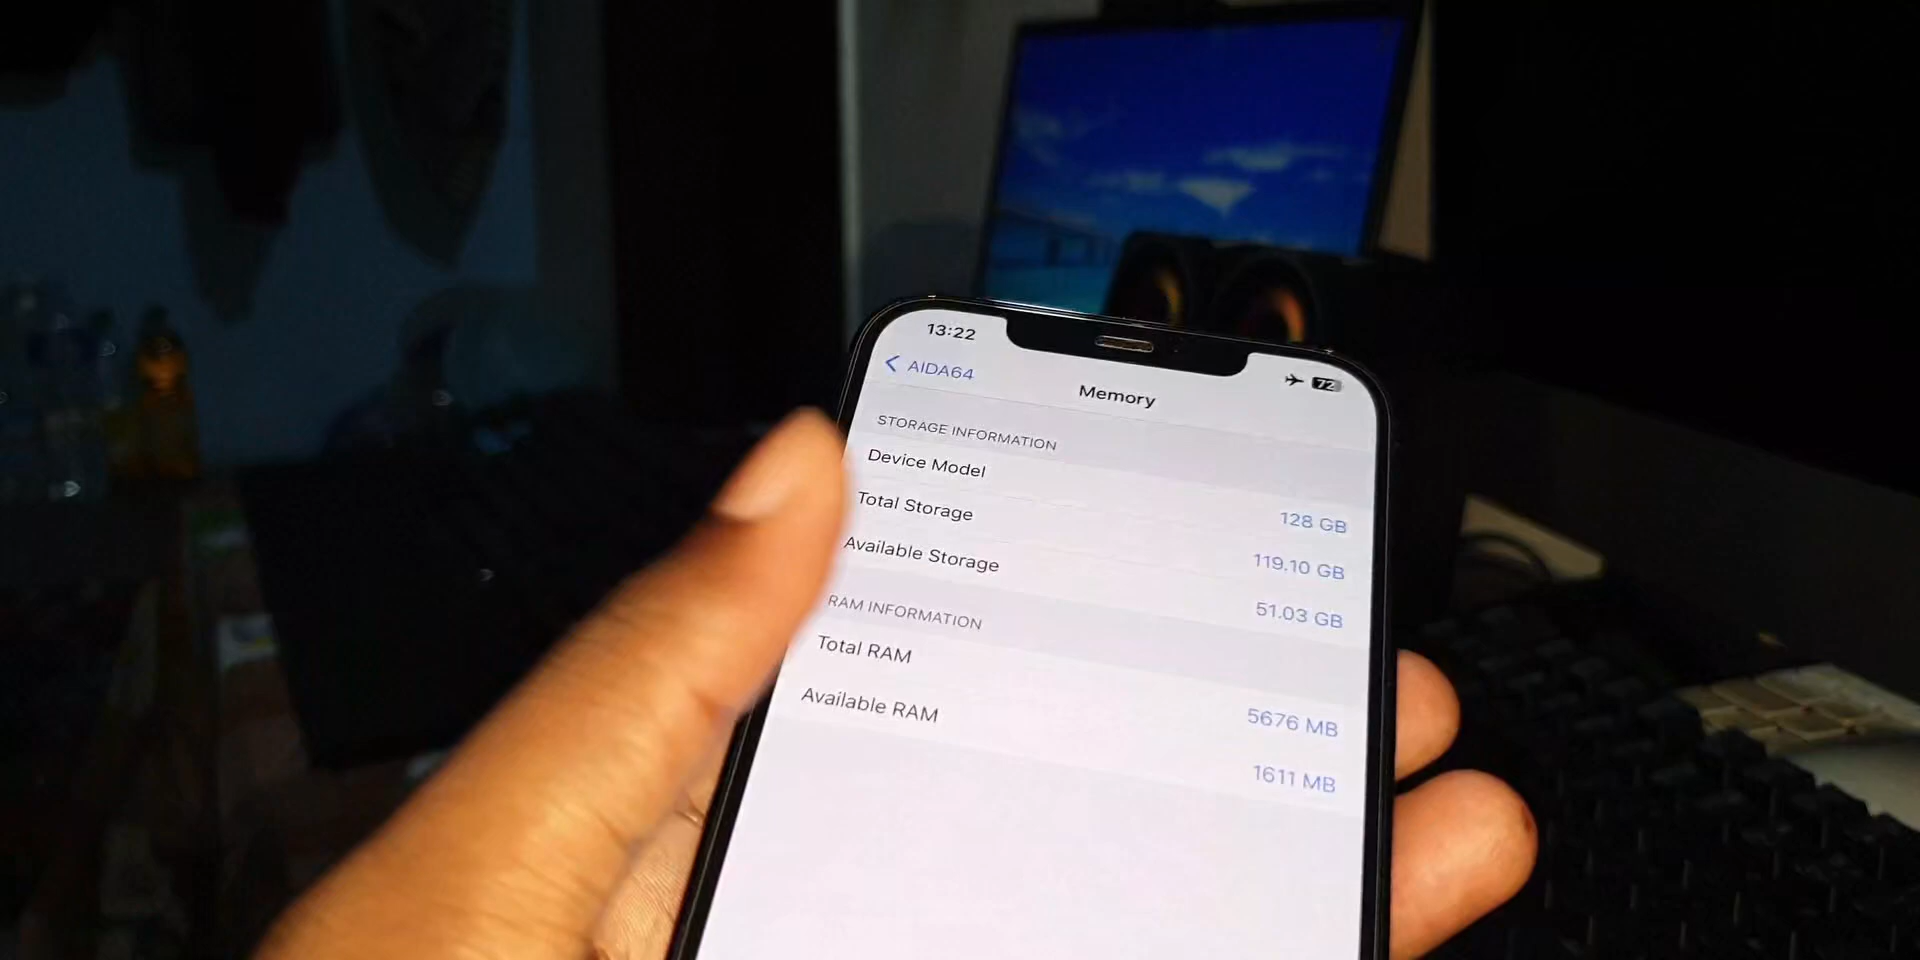 13:22
72
AIDA64
Memory
STORAGE INFORMATION
Device Model 128 GB
Total Storage 119.10 GB
Available Storage 51.03 GB
RAM INFORMATION
Total RAM 5676 MB
Available RAM 1611 MB